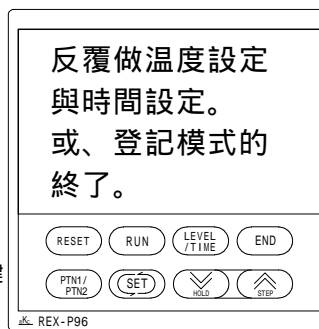 反覆做温度設定
與時間設定。
或、登記模式的
終了。
RESET RUN LEVEL/TIME END
PTN1/PTN2 SET HOLD STEP
REX-P96